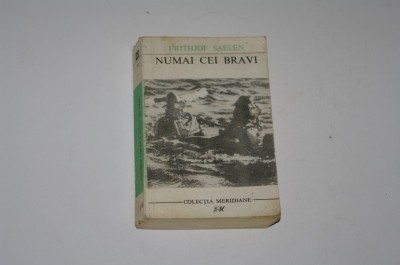 FRITHJOF SAELEN
NUMAI CEI BRAVI
COLECȚIA MERIDIANE